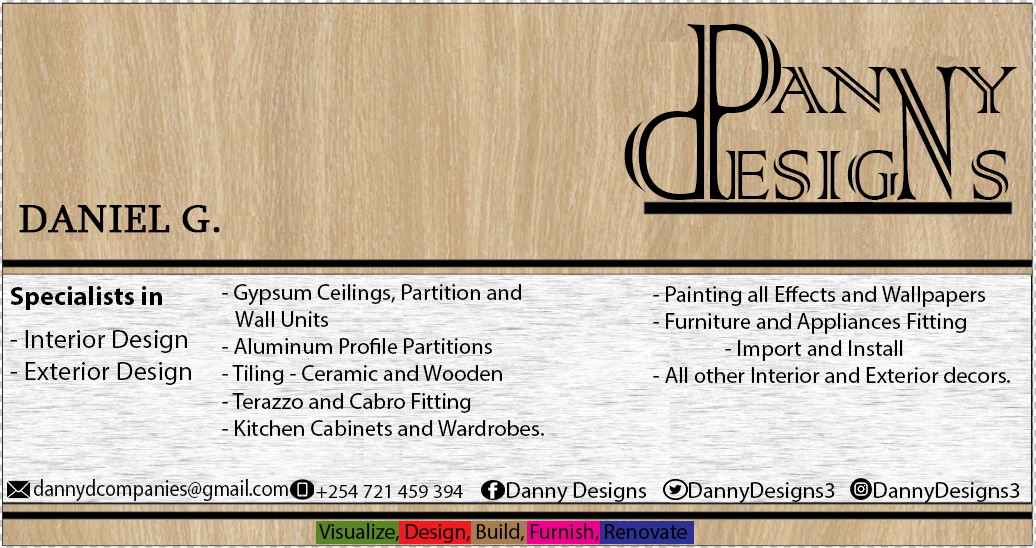 PANNY
DESIGNS
DANIEL G.
Specialists in
- Interior Design
- Exterior Design
- Gypsum Ceilings, Partition and
Wall Units
- Aluminum Profile Partitions
- Tiling - Ceramic and Wooden
- Terazzo and Cabro Fitting
- Kitchen Cabinets and Wardrobes.
- Painting all Effects and Wallpapers
- Furniture and Appliances Fitting
- Import and Install
- All other Interior and Exterior decors.
dannydcompanies@gmail.com +254 721 459 394 Danny Designs DannyDesigns3 DannyDesigns3
Visualize, Design, Build, Furnish, Renovate